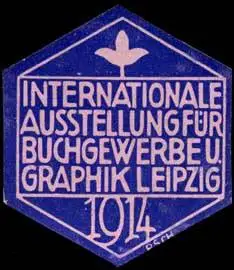 INTERNATIONALE
AUSSTELLUNG FÜR
BUCHGEWERBE U.
GRAPHIK LEIPZIG
1914